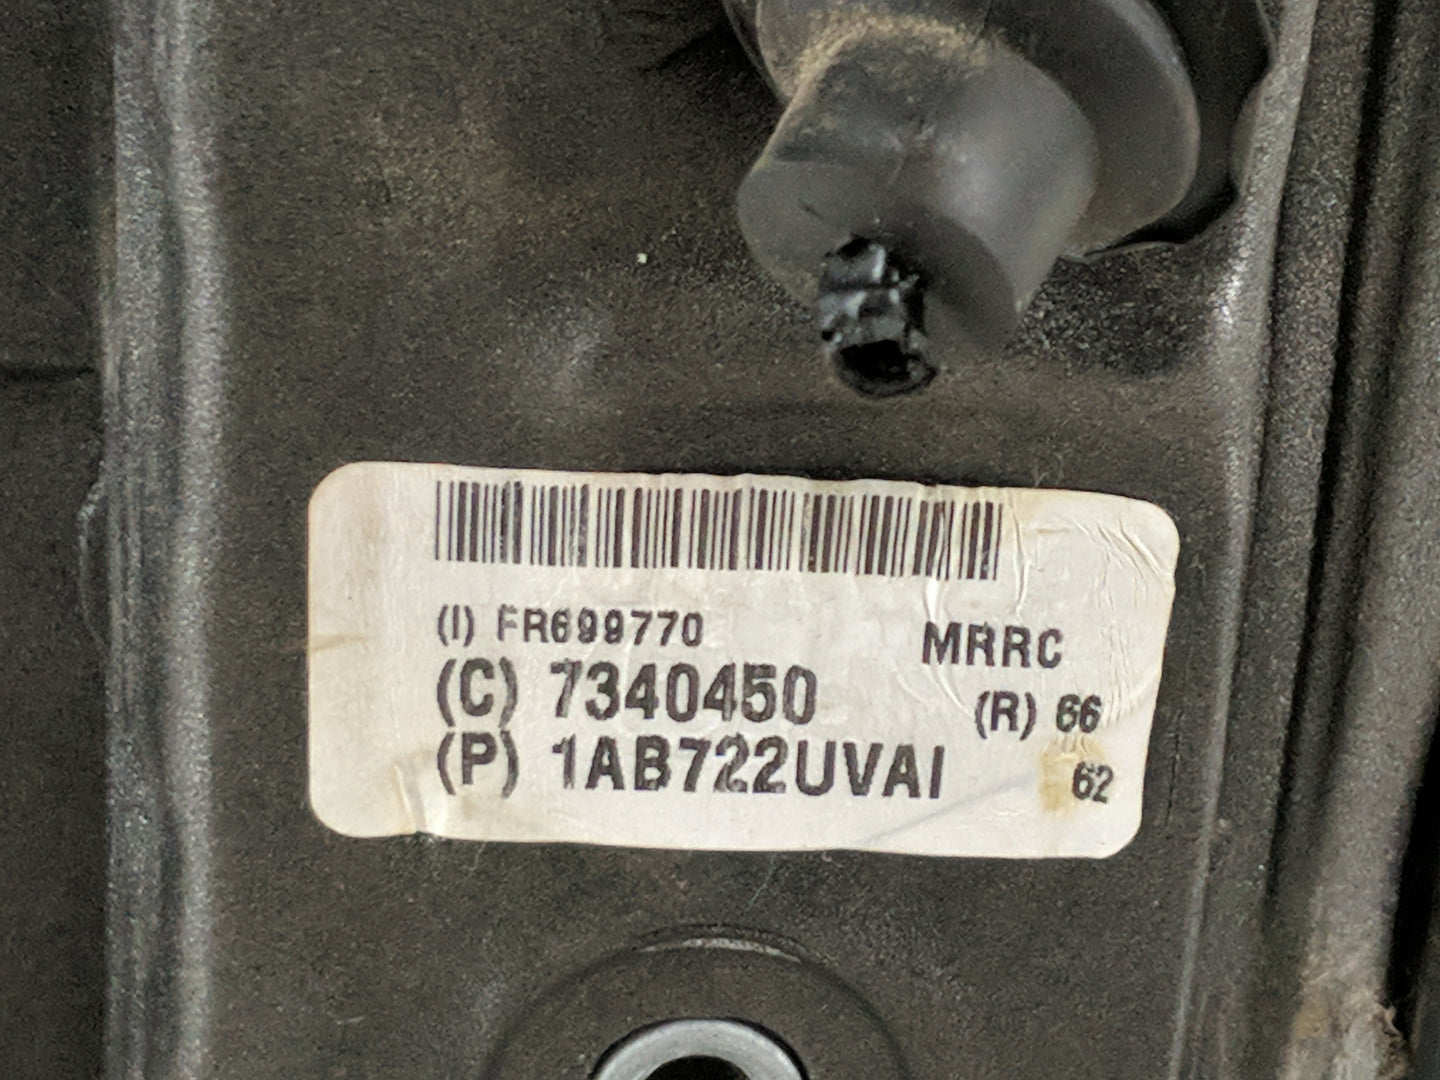 (I) FR699770
MRRC
(C) 7340450
(R) 66
(P) 1AB722UVAI
62